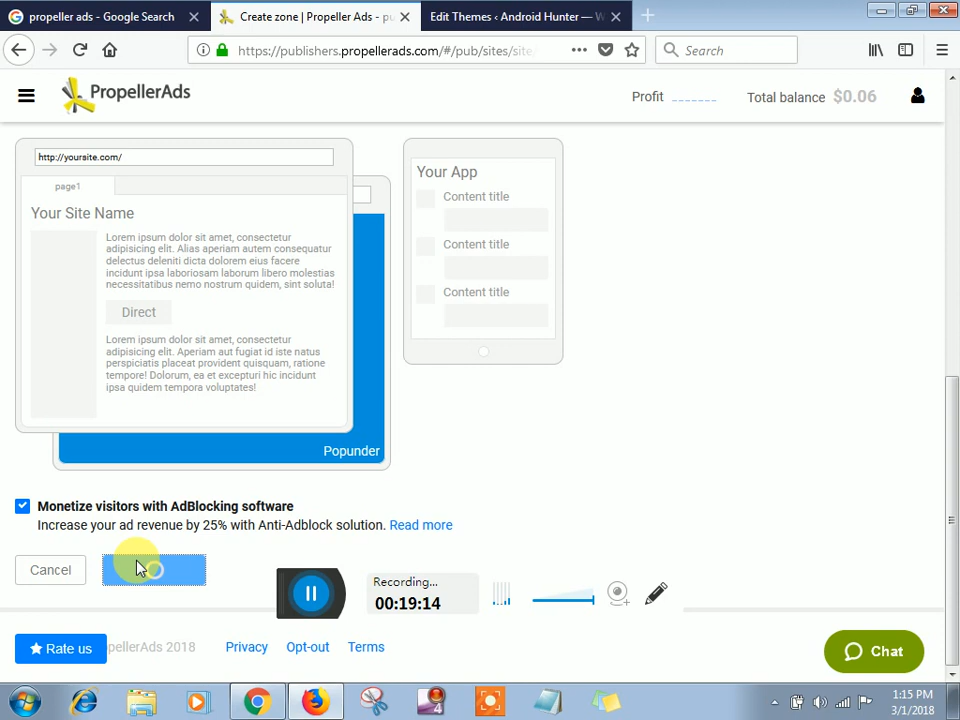 propeller ads - Google Search
Create zone | Propeller Ads - pu
Edit Themes ‹ Android Hunter — W
https://publishers.propellerads.com/#/pub/sites/site
Search
PropellerAds
Profit
Total balance $0.06
http://yoursite.com/
page1
Your Site Name
Lorem ipsum dolor sit amet, consectetur
adipisicing elit. Alias aperiam autem consequatur
delectus deleniti dicta dolorem eius facere
incidunt ipsa laboriosam laborum libero molestias
necessitatibus nemo nostrum quidem, sint soluta!
Direct
Lorem ipsum dolor sit amet, consectetur
adipisicing elit. Aperiam aut fugiat id iste natus
perspiciatis placeat provident quisquam, ratione
tempore! Dolorum, ea et excepturi hic incidunt
ipsa quidem tempora voluptates!
Popunder
Your App
Content title
Content title
Content title
Monetize visitors with AdBlocking software
Increase your ad revenue by 25% with Anti-Adblock solution. Read more
Cancel
Recording...
00:19:14
Rate us
pellerAds 2018
Privacy
Opt-out
Terms
Chat
4
1:15 PM
3/1/2018